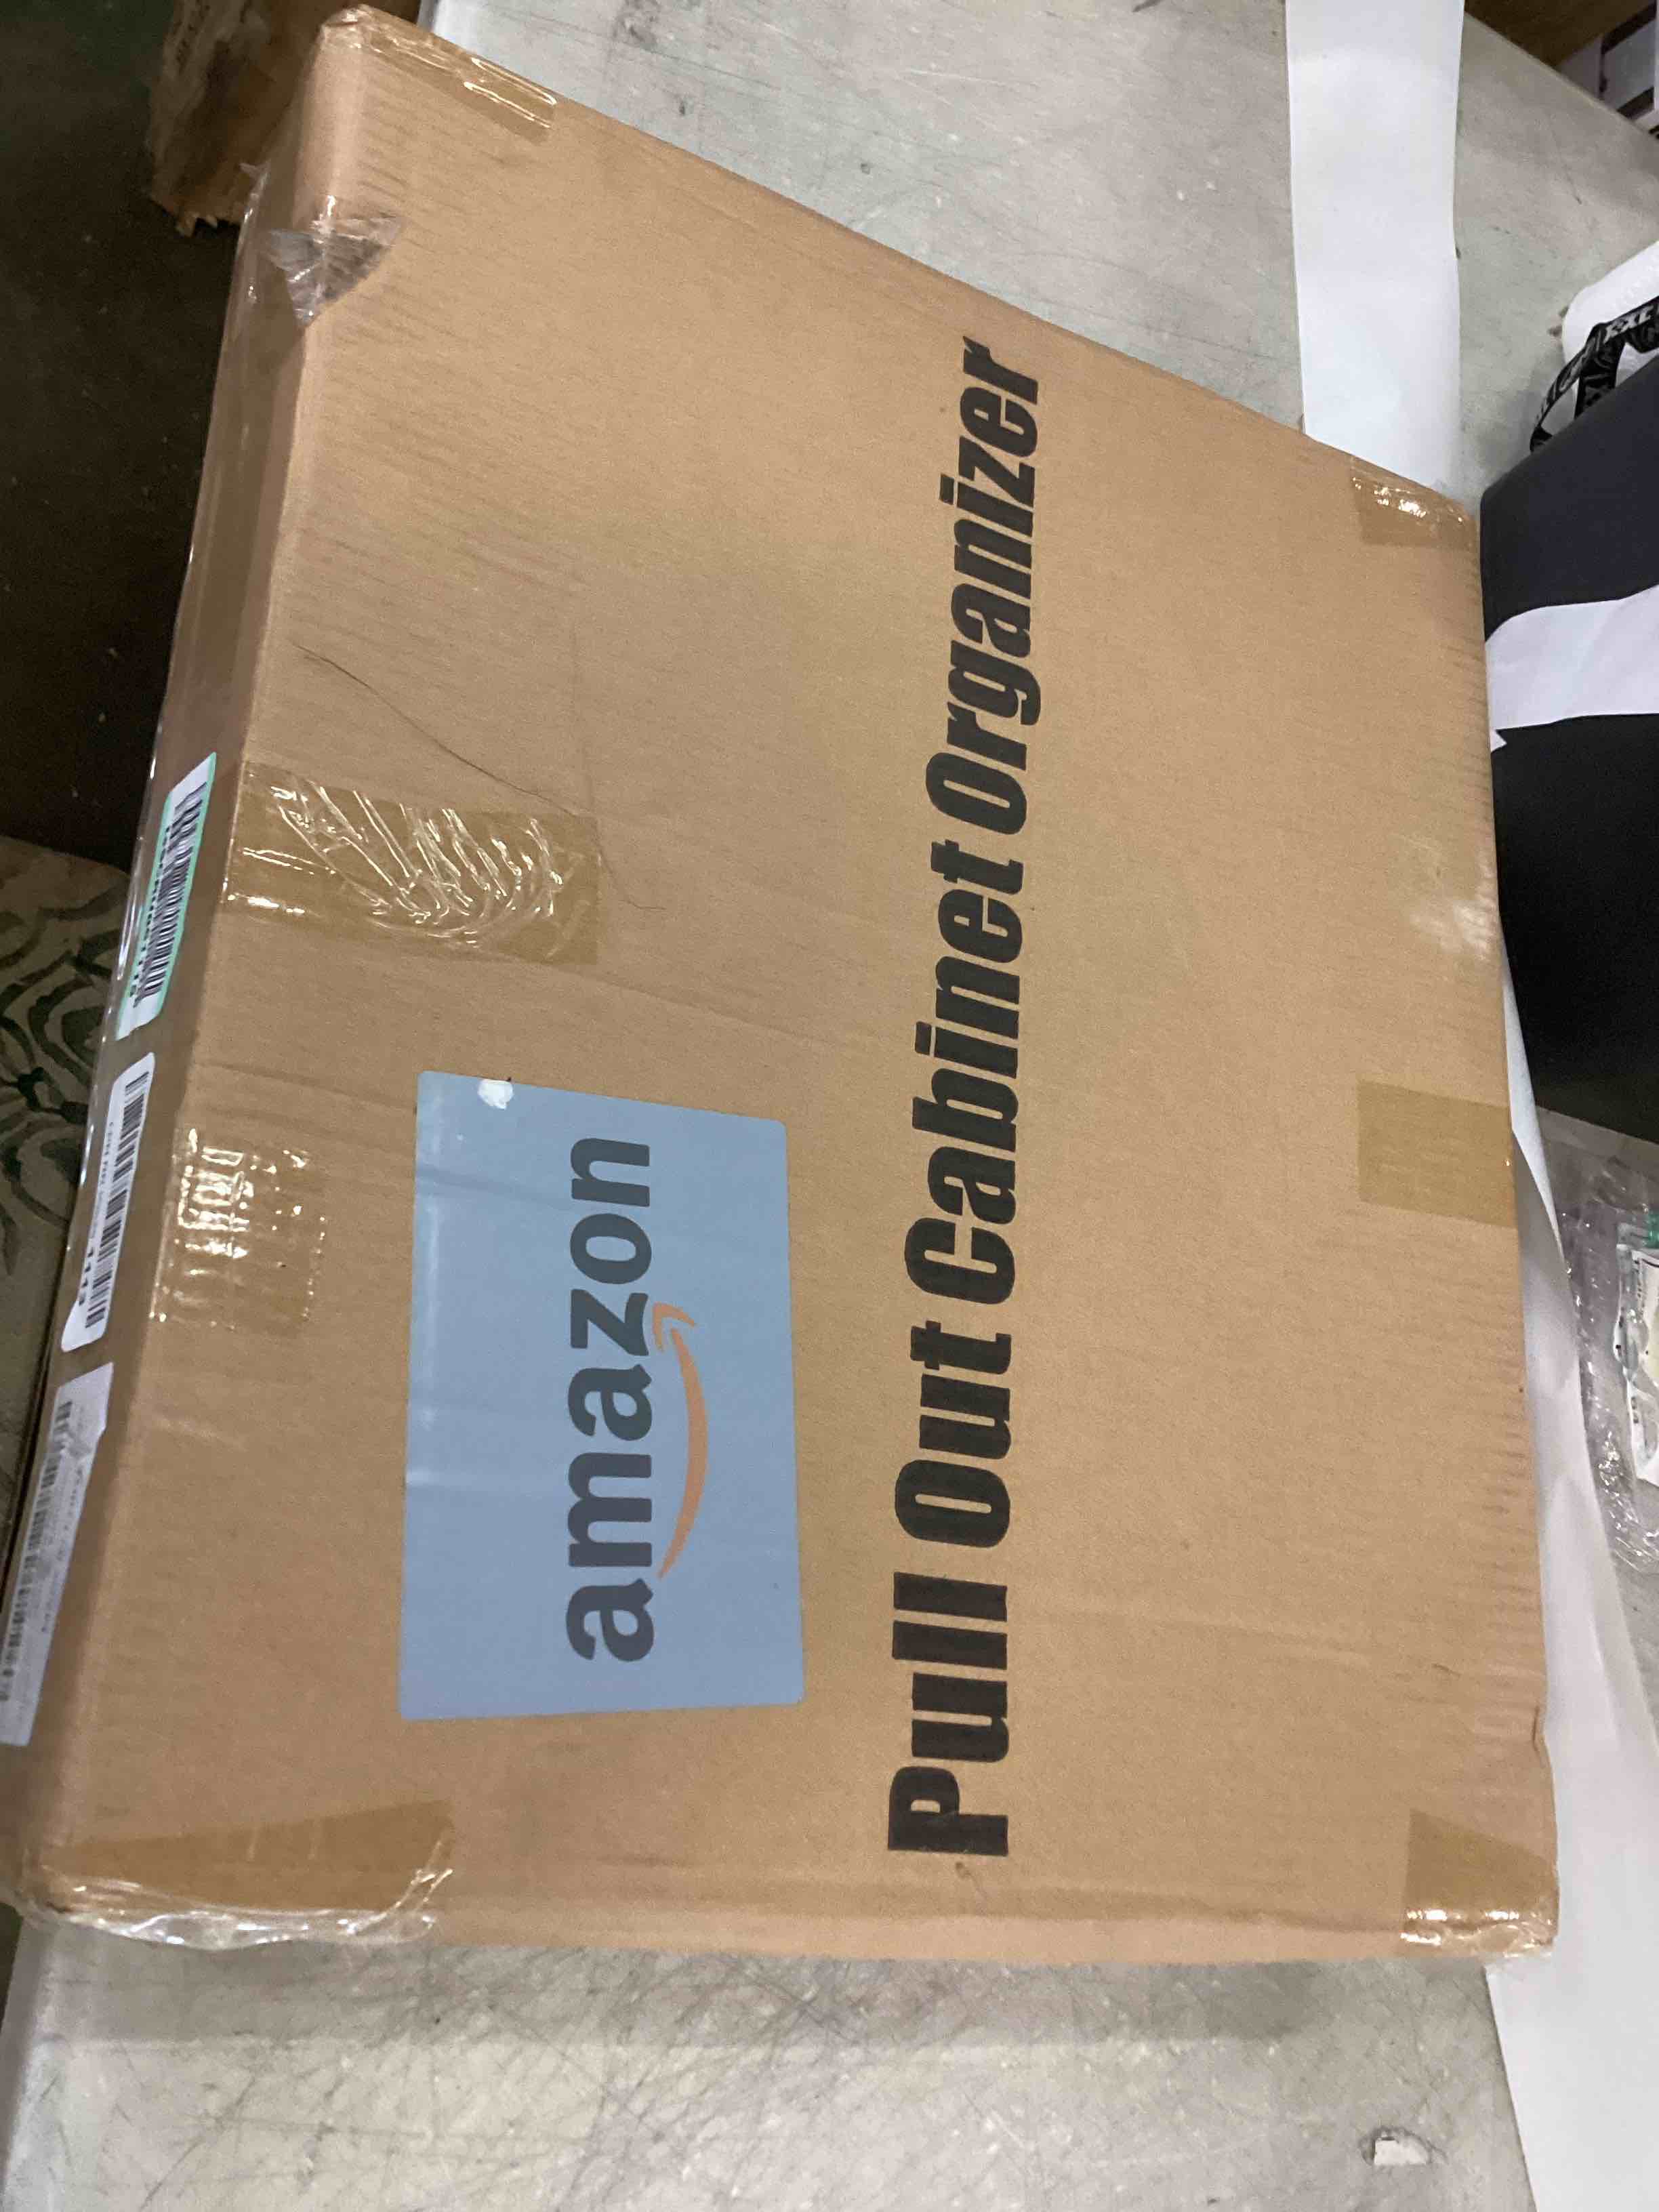 amazon
Pull Out Cabinet Organizer